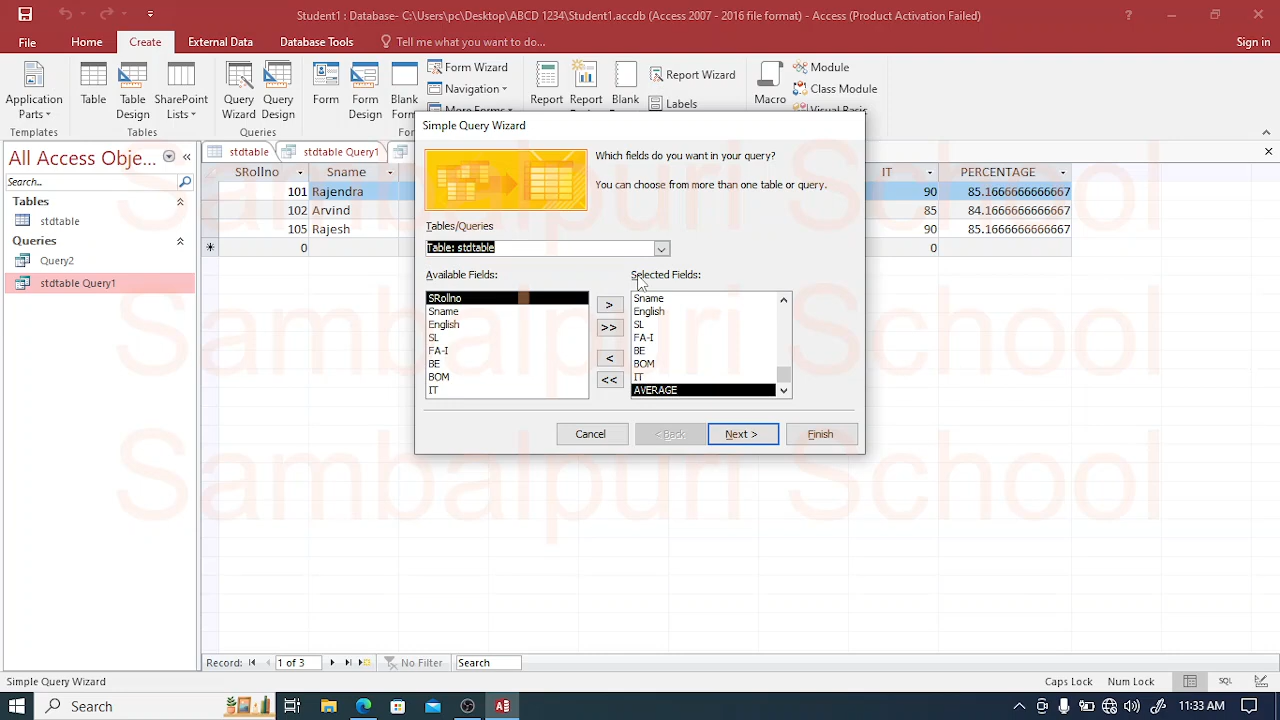 Student1 : Database- C:\Users\pc\Desktop\ABCD 1234\Student1.accdb (Access 2007 - 2016 file format) - Access (Product Activation Failed)
File Home Create External Data Database Tools Tell me what you want to do... Sign in
Application Parts
Table
Table Design
SharePoint Lists
Query Wizard
Query Design
Form
Form Design
Blank
Form Wizard
Navigation
More Forms
Report
Report
Blank
Report Wizard
Labels
Macro
Module
Class Module
Visual Basic
Templates Tables Queries
All Access Obje...
Search...
Tables
stdtable
Queries
Query2
stdtable Query1
stdtable stdtable Query1
SRollno Sname IT PERCENTAGE
101 Rajendra 90 85.1666666666667
102 Arvind 85 84.1666666666667
105 Rajesh 90 85.1666666666667
* 0 0
Simple Query Wizard
Which fields do you want in your query?
You can choose from more than one table or query.
Tables/Queries
Table: stdtable
Available Fields: Selected Fields:
SRollno
Sname
English
SL
FA-I
BE
BOM
IT
>
>>
<
<<
Sname
English
SL
FA-I
BE
BOM
IT
AVERAGE
Cancel < Back Next > Finish
Sambalpuri School
Sambalpuri School
Record: 1 of 3 No Filter Search
Simple Query Wizard Caps Lock Num Lock SQL
Search 11:33 AM